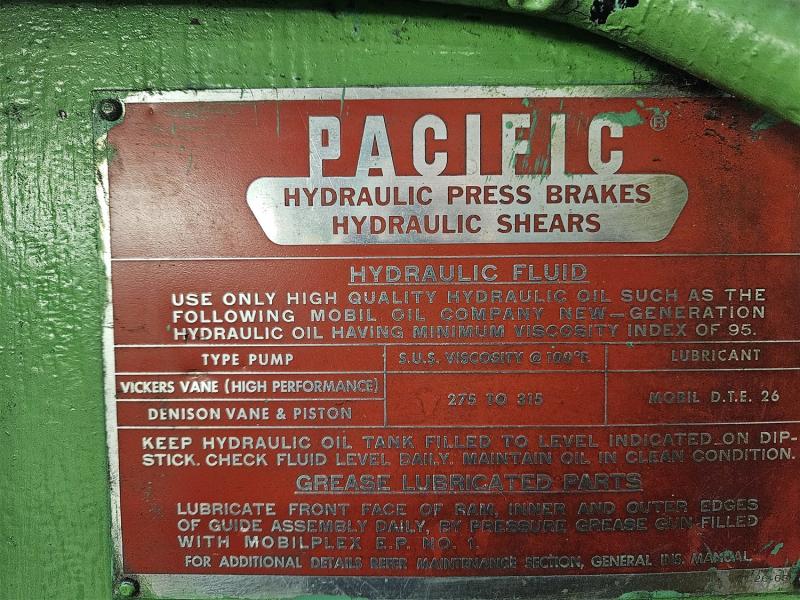 PACIFIC®
HYDRAULIC PRESS BRAKES
HYDRAULIC SHEARS
HYDRAULIC FLUID
USE ONLY HIGH QUALITY HYDRAULIC OIL SUCH AS THE
FOLLOWING MOBIL OIL COMPANY NEW-GENERATION
HYDRAULIC OIL HAVING MINIMUM VISCOSITY INDEX OF 95.
TYPE PUMP S.U.S. VISCOSITY @ 100°F. LUBRICANT
VICKERS VANE (HIGH PERFORMANCE)
275 TO 315 MOBIL D.T.E. 26
DENISON VANE & PISTON
KEEP HYDRAULIC OIL TANK FILLED TO LEVEL INDICATED ON DIP-
STICK. CHECK FLUID LEVEL DAILY. MAINTAIN OIL IN CLEAN CONDITION.
GREASE LUBRICATED PARTS
LUBRICATE FRONT FACE OF RAM, INNER AND OUTER EDGES
OF GUIDE ASSEMBLY DAILY, BY PRESSURE GREASE GUN FILLED
WITH MOBILPLEX E.P. NO. 1.
FOR ADDITIONAL DETAILS REFER MAINTENANCE SECTION, GENERAL INS. MANUAL